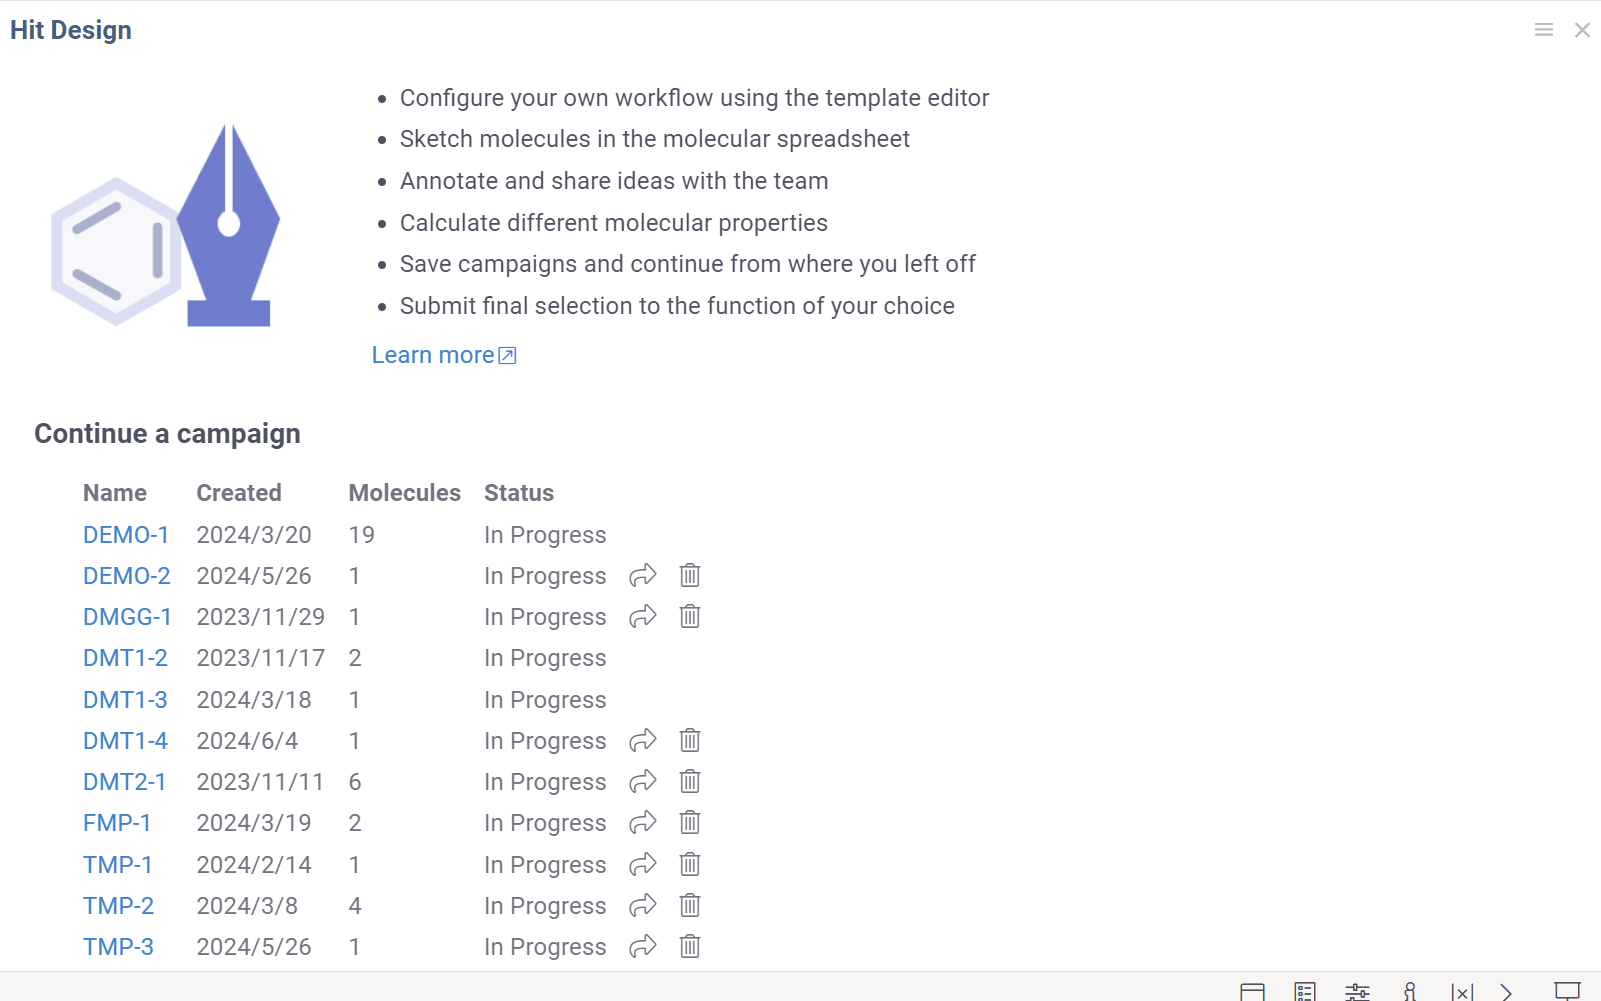 Hit Design
Configure your own workflow using the template editor
Sketch molecules in the molecular spreadsheet
Annotate and share ideas with the team
Calculate different molecular properties
Save campaigns and continue from where you left off
Submit final selection to the function of your choice
Learn more
Continue a campaign
Name Created Molecules Status
DEMO-1 2024/3/20 19 In Progress
DEMO-2 2024/5/26 1 In Progress
DMGG-1 2023/11/29 1 In Progress
DMT1-2 2023/11/17 2 In Progress
DMT1-3 2024/3/18 1 In Progress
DMT1-4 2024/6/4 1 In Progress
DMT2-1 2023/11/11 6 In Progress
FMP-1 2024/3/19 2 In Progress
TMP-1 2024/2/14 1 In Progress
TMP-2 2024/3/8 4 In Progress
TMP-3 2024/5/26 1 In Progress